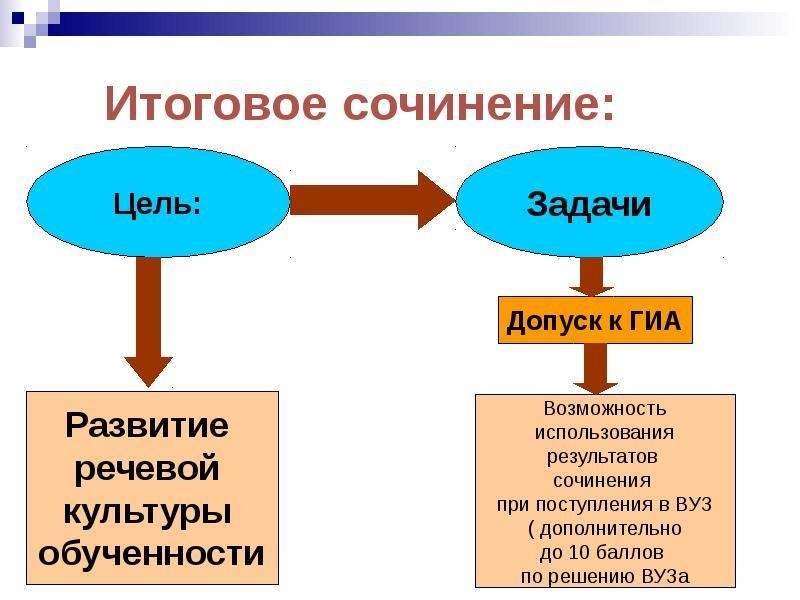 Итоговое сочинение:
Цель:
Задачи
Допуск к ГИА
Развитие
речевой
культуры
обученности
Возможность
использования
результатов
сочинения
при поступления в ВУЗ
( дополнительно
до 10 баллов
по решению ВУЗа